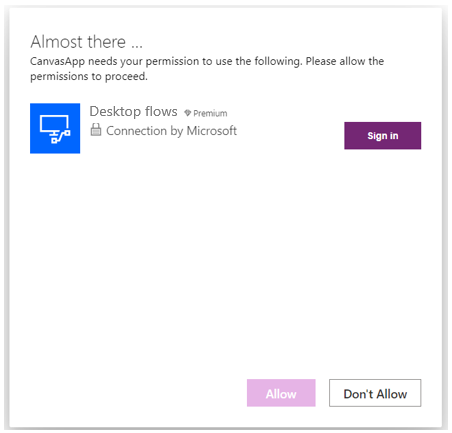 Almost there ...
CanvasApp needs your permission to use the following. Please allow the
permissions to proceed.
Desktop flows Premium
Connection by Microsoft
Sign in
Allow
Don't Allow